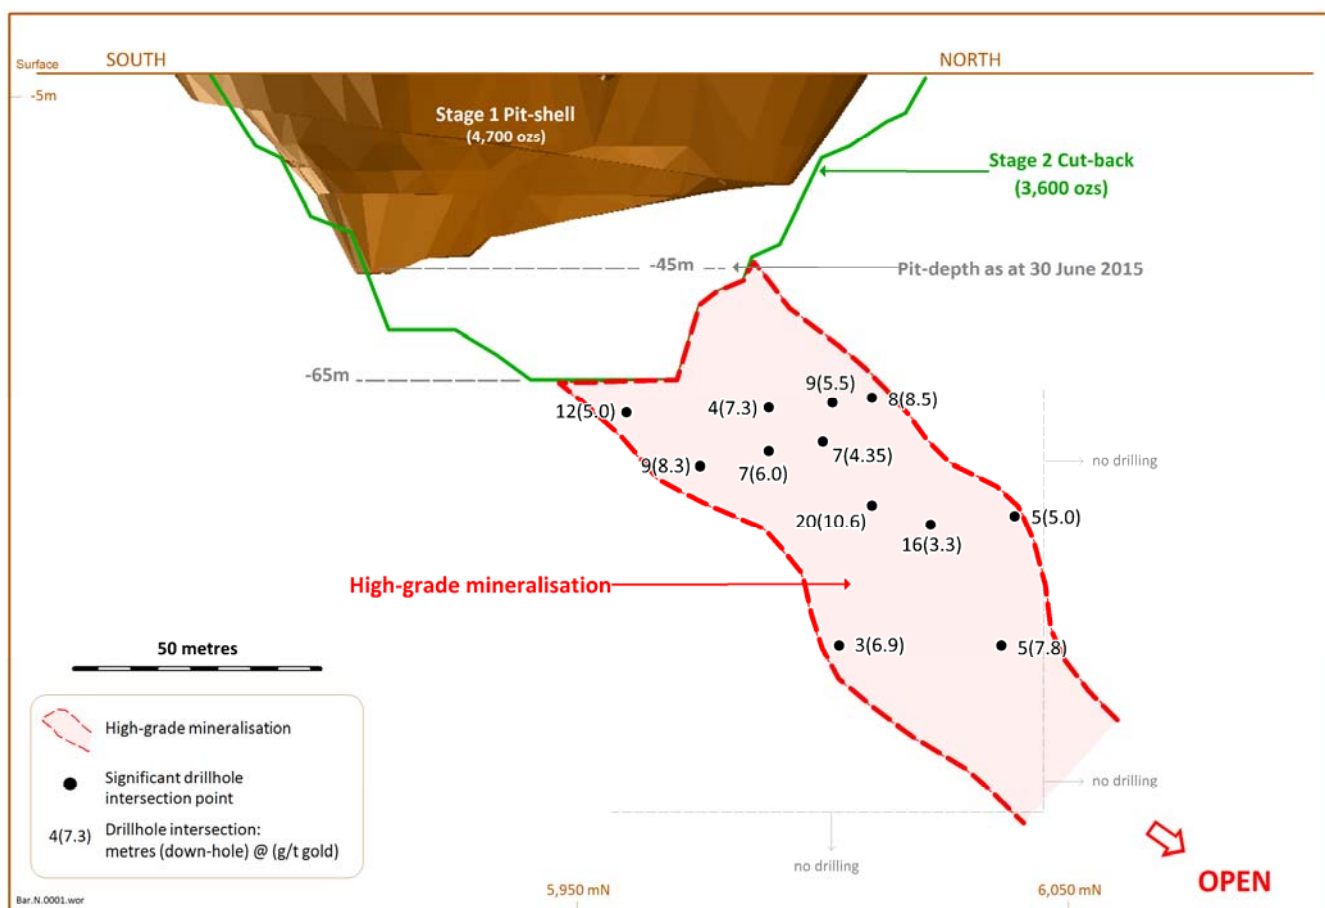 SOUTH
NORTH
Surface
-5m
Stage 1 Pit-shell
(4,700 ozs)
Stage 2 Cut-back
(3,600 ozs)
-45m
Pit-depth as at 30 June 2015
-65m
9(5.5)
8(8.5)
12(5.0)
4(7.3)
7(4.35)
no drilling
9(8.3)
7(6.0)
20(10.6)
5(5.0)
16(3.3)
High-grade mineralisation
3(6.9)
5(7.8)
50 metres
High-grade mineralisation
Significant drillhole
intersection point
4(7.3)
Drillhole intersection:
metres (down-hole) @ (g/t gold)
no drilling
no drilling
OPEN
5,950 mN
6,050 mN
Bar.N.0001.wor